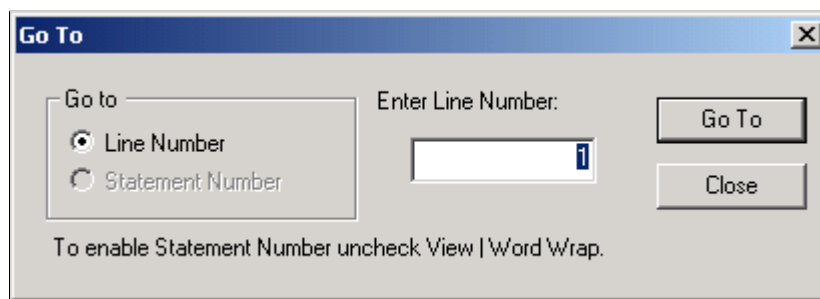 Go To
Go to
Line Number
Statement Number
Enter Line Number:
1
Go To
Close
To enable Statement Number uncheck View | Word Wrap.